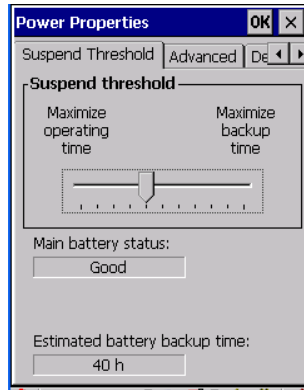 Power Properties OK ×
Suspend Threshold Advanced De
Suspend threshold
Maximize operating time
Maximize backup time
Main battery status:
Good
Estimated battery backup time:
40 h